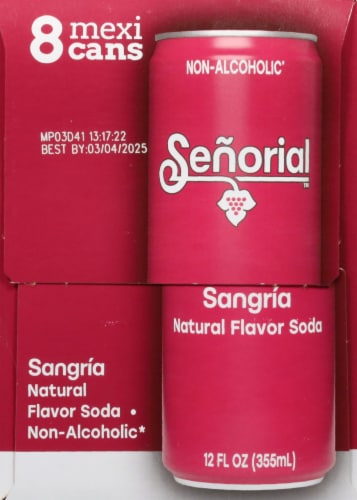 8 mexi
cans
NON-ALCOHOLIC*
MP03D41 13:17:22
BEST BY:03/04/2025
Señorial
TM
Sangría
Natural Flavor Soda
Sangría
Natural
Flavor Soda •
Non-Alcoholic*
12 FL OZ (355mL)